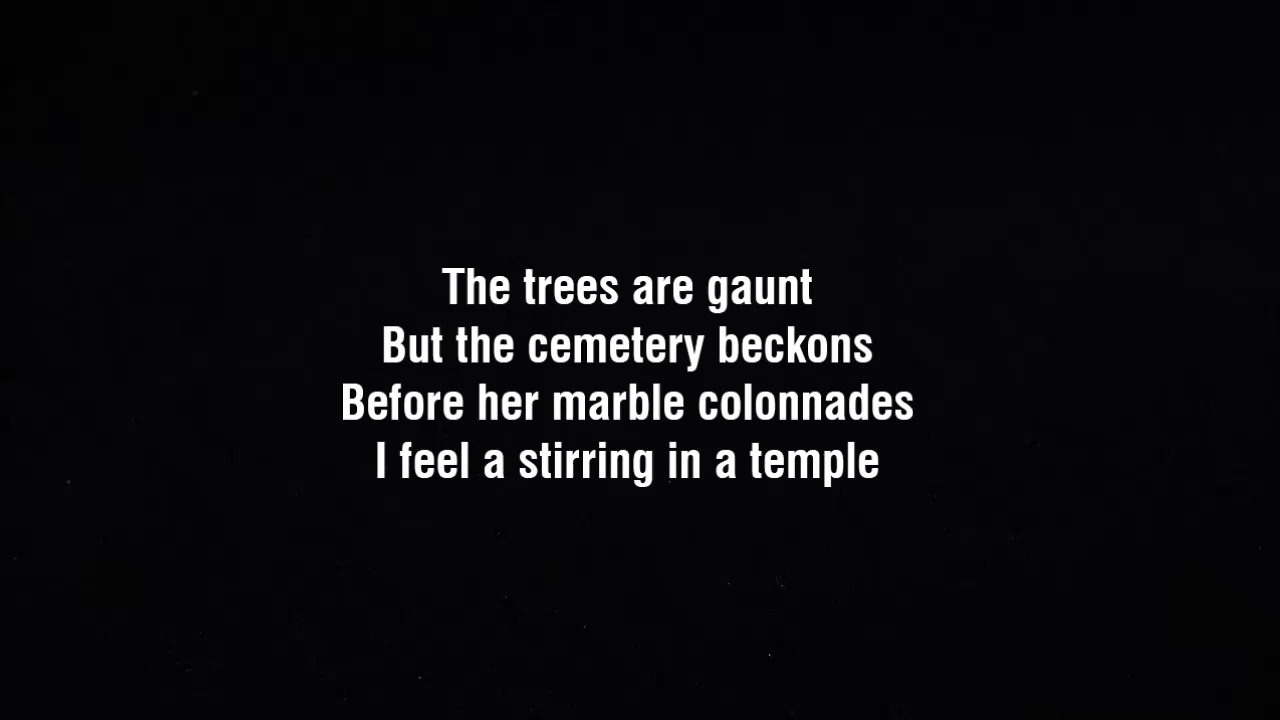 The trees are gaunt
But the cemetery beckons
Before her marble colonnades
I feel a stirring in a temple